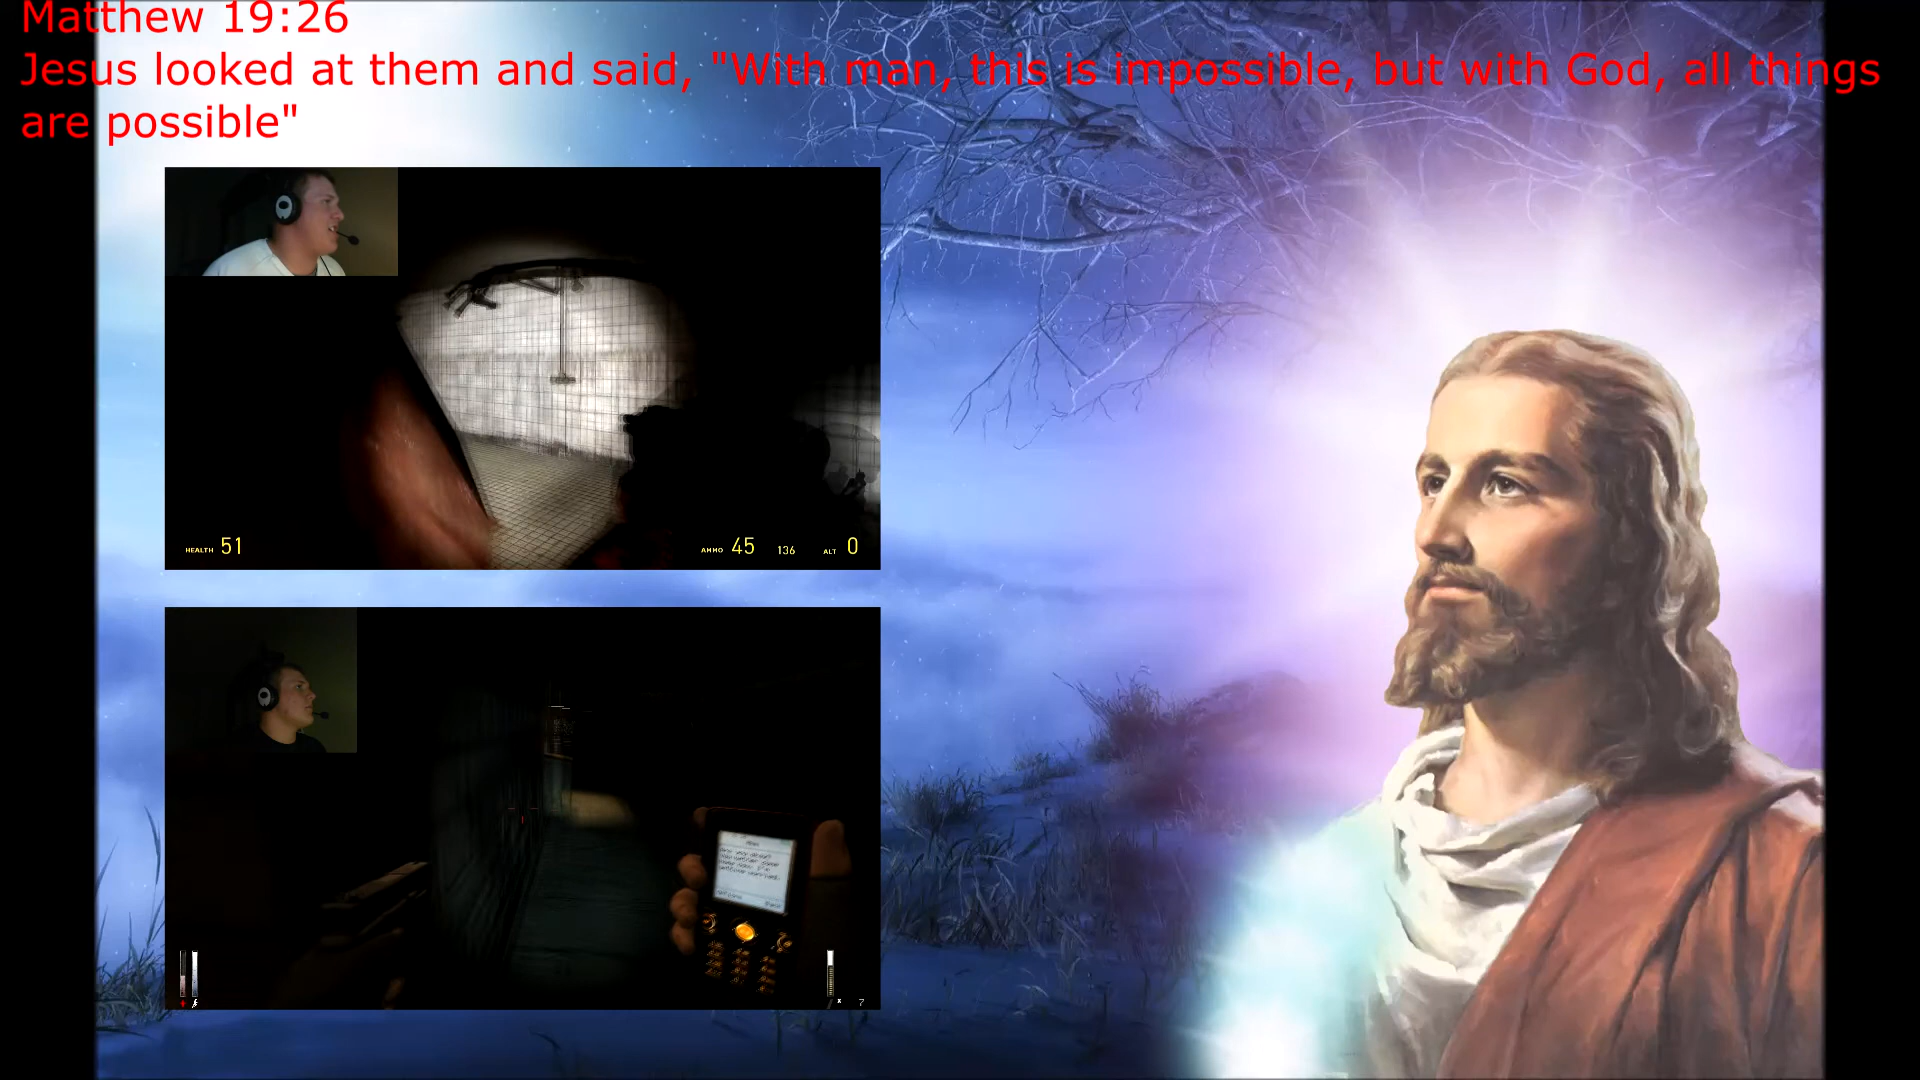 Matthew 19:26
Jesus looked at them and said, "With man, this is impossible, but with God, all things
are possible"
HEALTH 51
AMMO 45 136 ALT 0
7